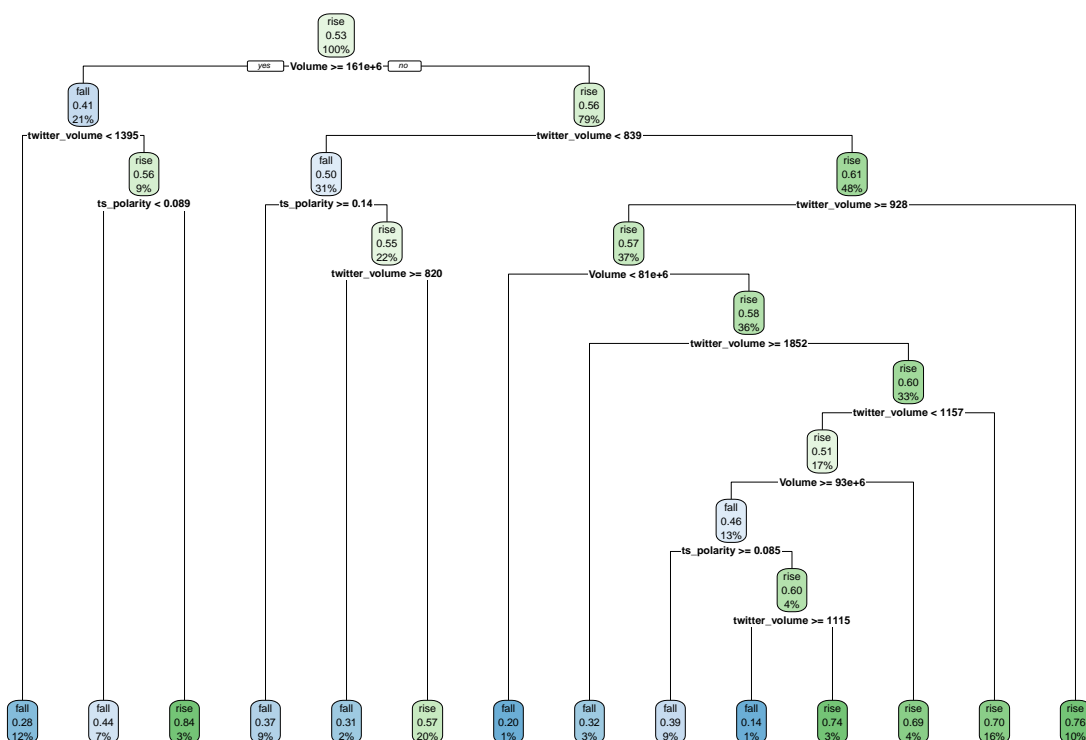 rise
0.53
100%
yes
Volume >= 161e+6
no
fall
0.41
21%
rise
0.56
79%
twitter_volume < 1395
twitter_volume < 839
rise
0.56
9%
fall
0.50
31%
rise
0.61
48%
ts_polarity < 0.089
ts_polarity >= 0.14
twitter_volume >= 928
rise
0.55
22%
rise
0.57
37%
twitter_volume >= 820
Volume < 81e+6
rise
0.58
36%
twitter_volume >= 1852
rise
0.60
33%
twitter_volume < 1157
rise
0.51
17%
Volume >= 93e+6
fall
0.46
13%
ts_polarity >= 0.085
rise
0.60
4%
twitter_volume >= 1115
fall
0.28
12%
fall
0.44
7%
rise
0.84
3%
fall
0.37
9%
fall
0.31
2%
rise
0.57
20%
fall
0.20
1%
fall
0.32
3%
fall
0.39
9%
fall
0.14
1%
rise
0.74
3%
rise
0.69
4%
rise
0.70
16%
rise
0.76
10%